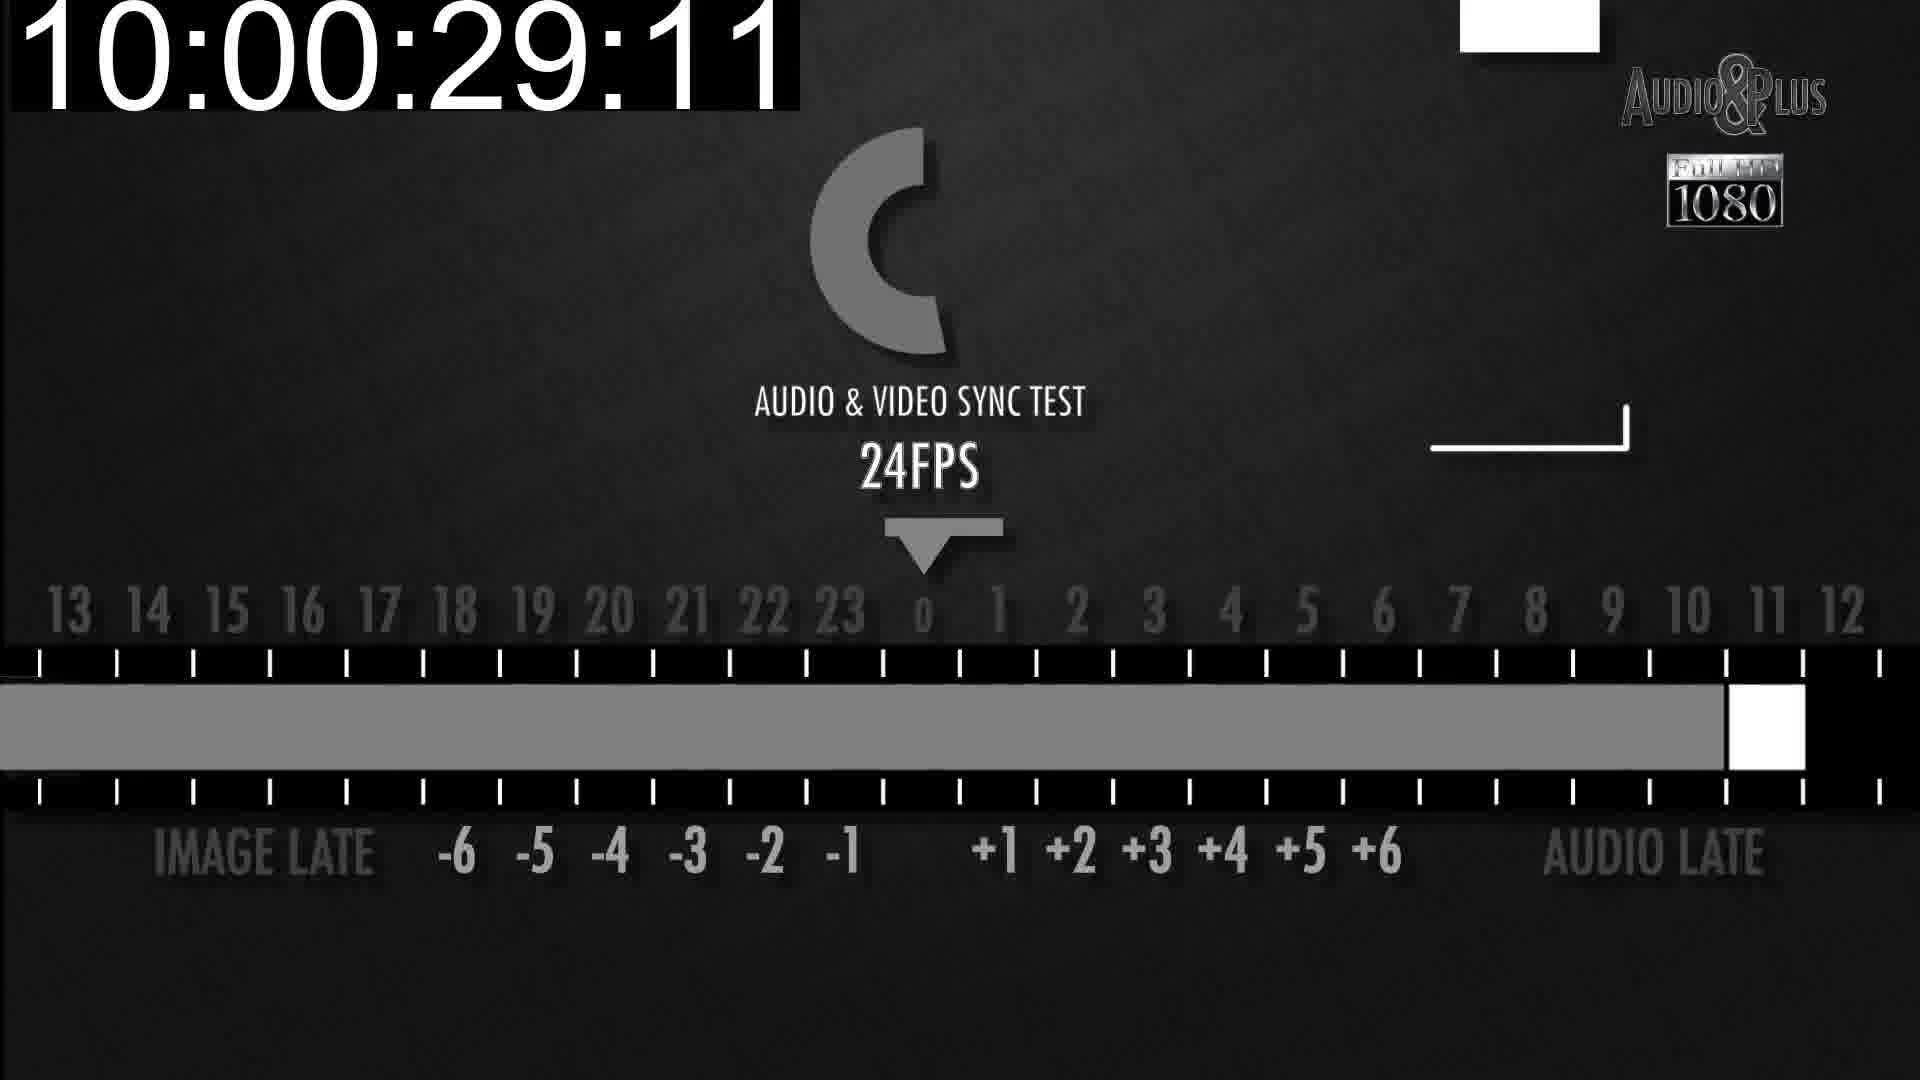 10:00:29:11
AUDIO & PLUS
Full HD
1080
AUDIO & VIDEO SYNC TEST
24FPS
13 14 15 16 17 18 19 20 21 22 23 0 1 2 3 4 5 6 7 8 9 10 11 12
IMAGE LATE -6 -5 -4 -3 -2 -1 +1 +2 +3 +4 +5 +6 AUDIO LATE